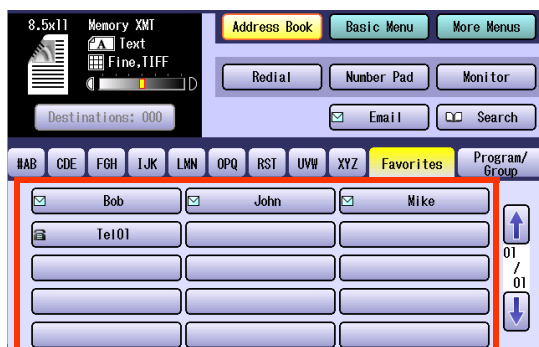 8.5x11 Memory XMT
A Text
Fine,TIFF
D
Destinations: 000
Address Book Basic Menu More Menus
Redial Number Pad Monitor
Email Search
#AB CDE FGH IJK LMN OPQ RST UVW XYZ Favorites Program/
Group
Bob John Mike
Tel01
01
/
01